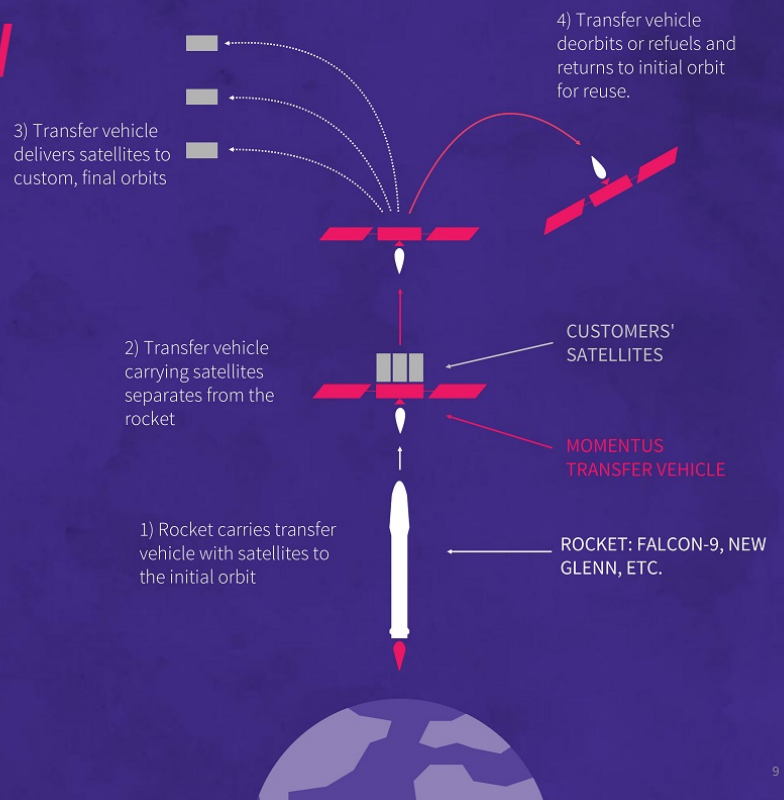 4) Transfer vehicle
deorbits or refuels and
returns to initial orbit
for reuse.
3) Transfer vehicle
delivers satellites to
custom, final orbits
CUSTOMERS'
SATELLITES
2) Transfer vehicle
carrying satellites
separates from the
rocket
MOMENTUS
TRANSFER VEHICLE
1) Rocket carries transfer
vehicle with satellites to
the initial orbit
ROCKET: FALCON-9, NEW
GLENN, ETC.
9